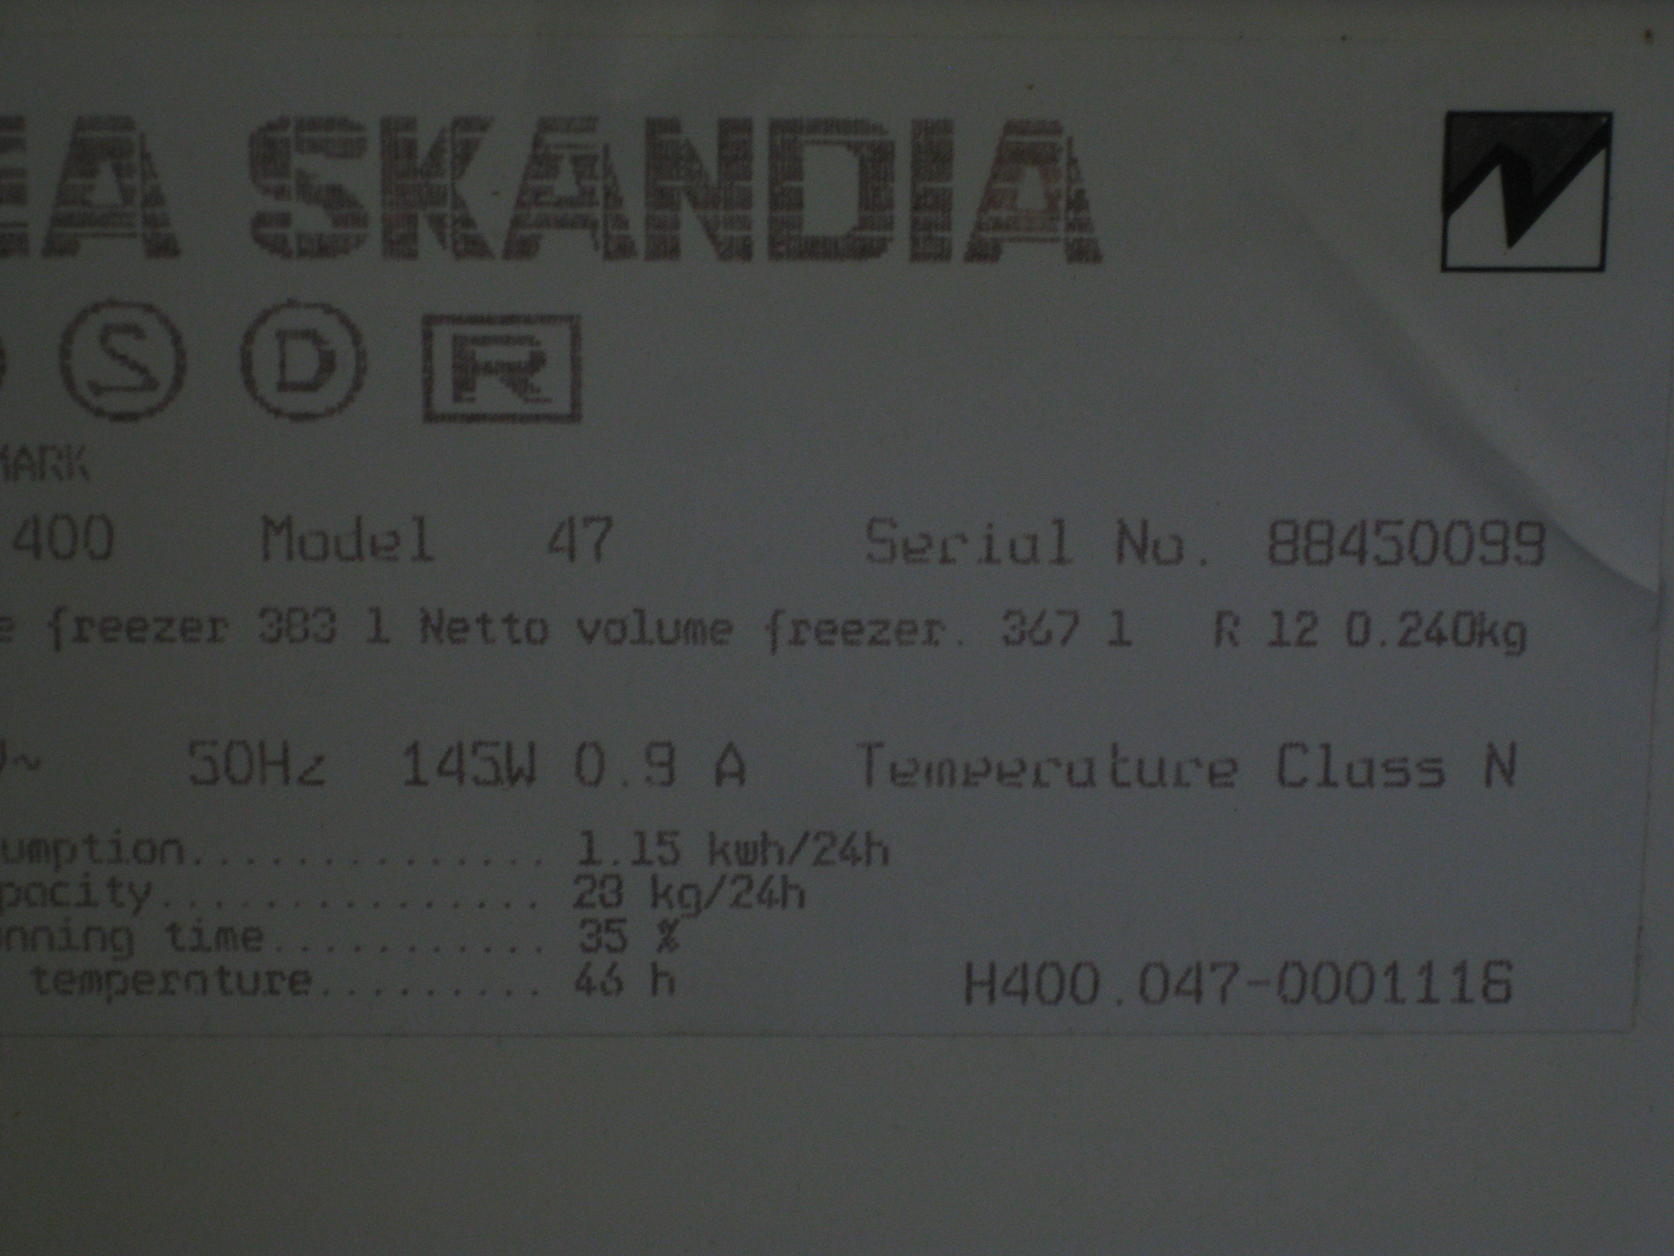 EA SKANDIA
S D R
MARK
400 Model 47 Serial No. 88450099
e freezer 383 l Netto volume freezer. 367 l R 12 0.240kg
V~ 50Hz 145W 0.9 A Temperature Class N
umption.............. 1.15 kwh/24h
pacity................ 23 kg/24h
unning time........... 35 %
temperature......... 46 h
H400.047-0001116